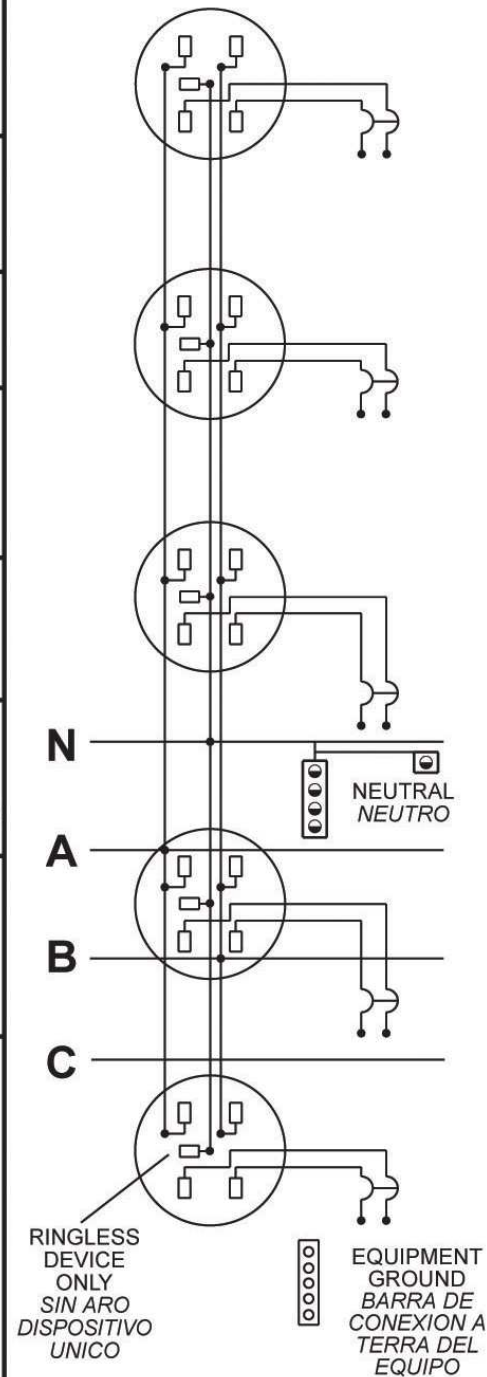 N
NEUTRAL
NEUTRO
A
B
C
RINGLESS
DEVICE
ONLY
SIN ARO
DISPOSITIVO
UNICO
EQUIPMENT
GROUND
BARRA DE
CONEXION A
TERRA DEL
EQUIPO